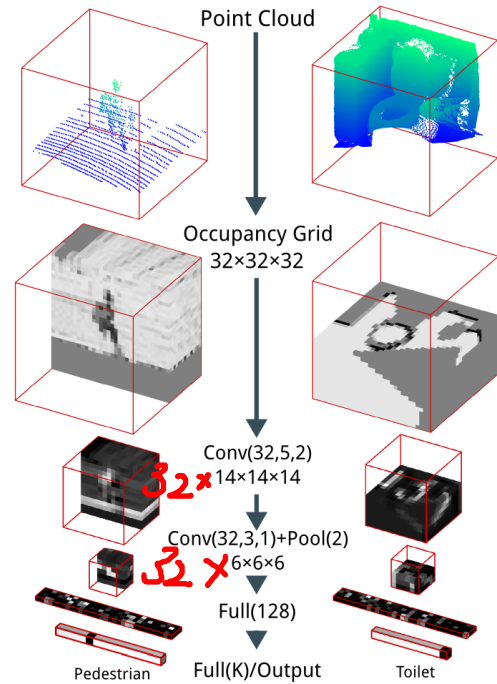 Point Cloud
Occupancy Grid
32×32×32
Conv(32,5,2)
32× 14×14×14
Conv(32,3,1)+Pool(2)
32× 6×6×6
Full(128)
Pedestrian
Full(K)/Output
Toilet